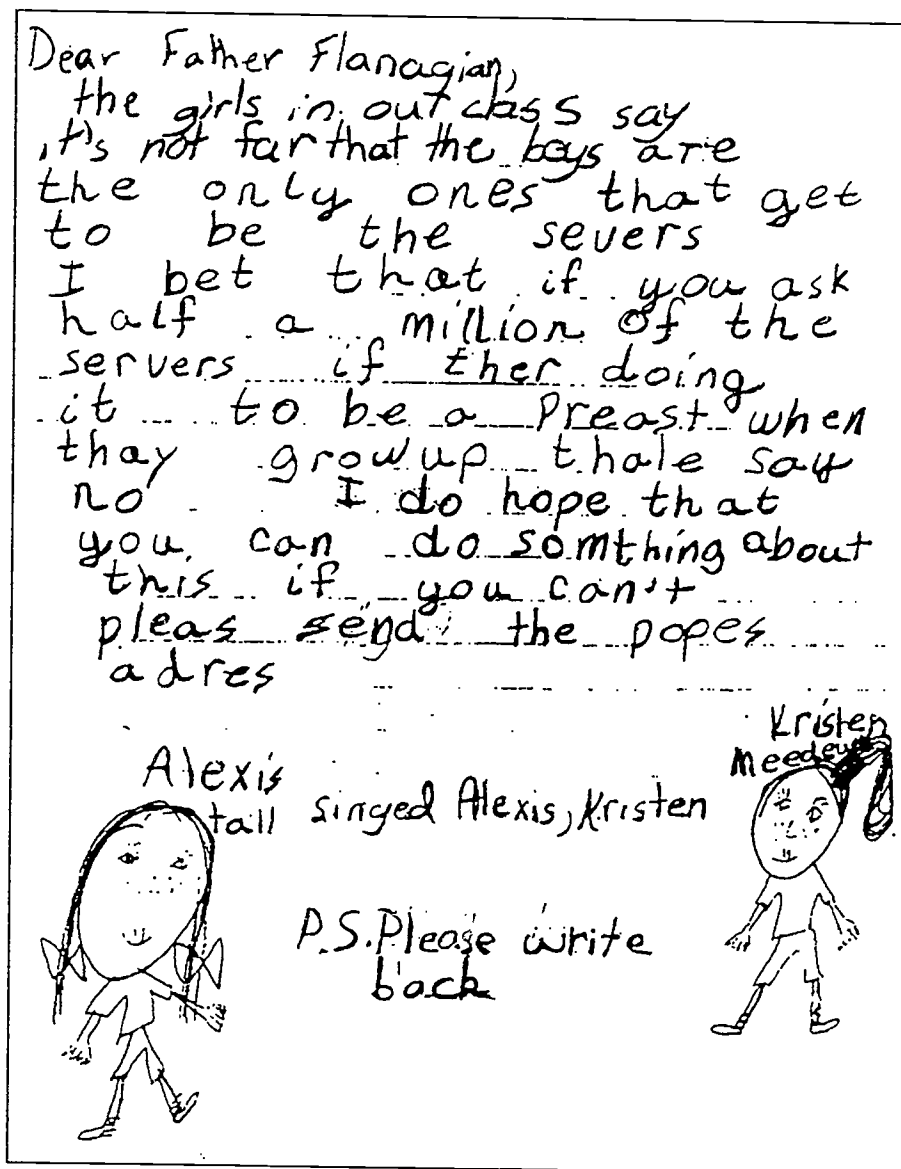 Dear Father Flanagian,
the girls in out class say
it's not far that the boys are
the only ones that get
to be the severs
I bet that if you ask
half a million of the
servers if ther doing
it to be a Preast when
thay grow up thale say
no I do hope that
you can do somthing about
this if you can't
pleas send the popes
adres
Kristen
Alexis
tall singed Alexis, Kristen
P.S. Please write
back